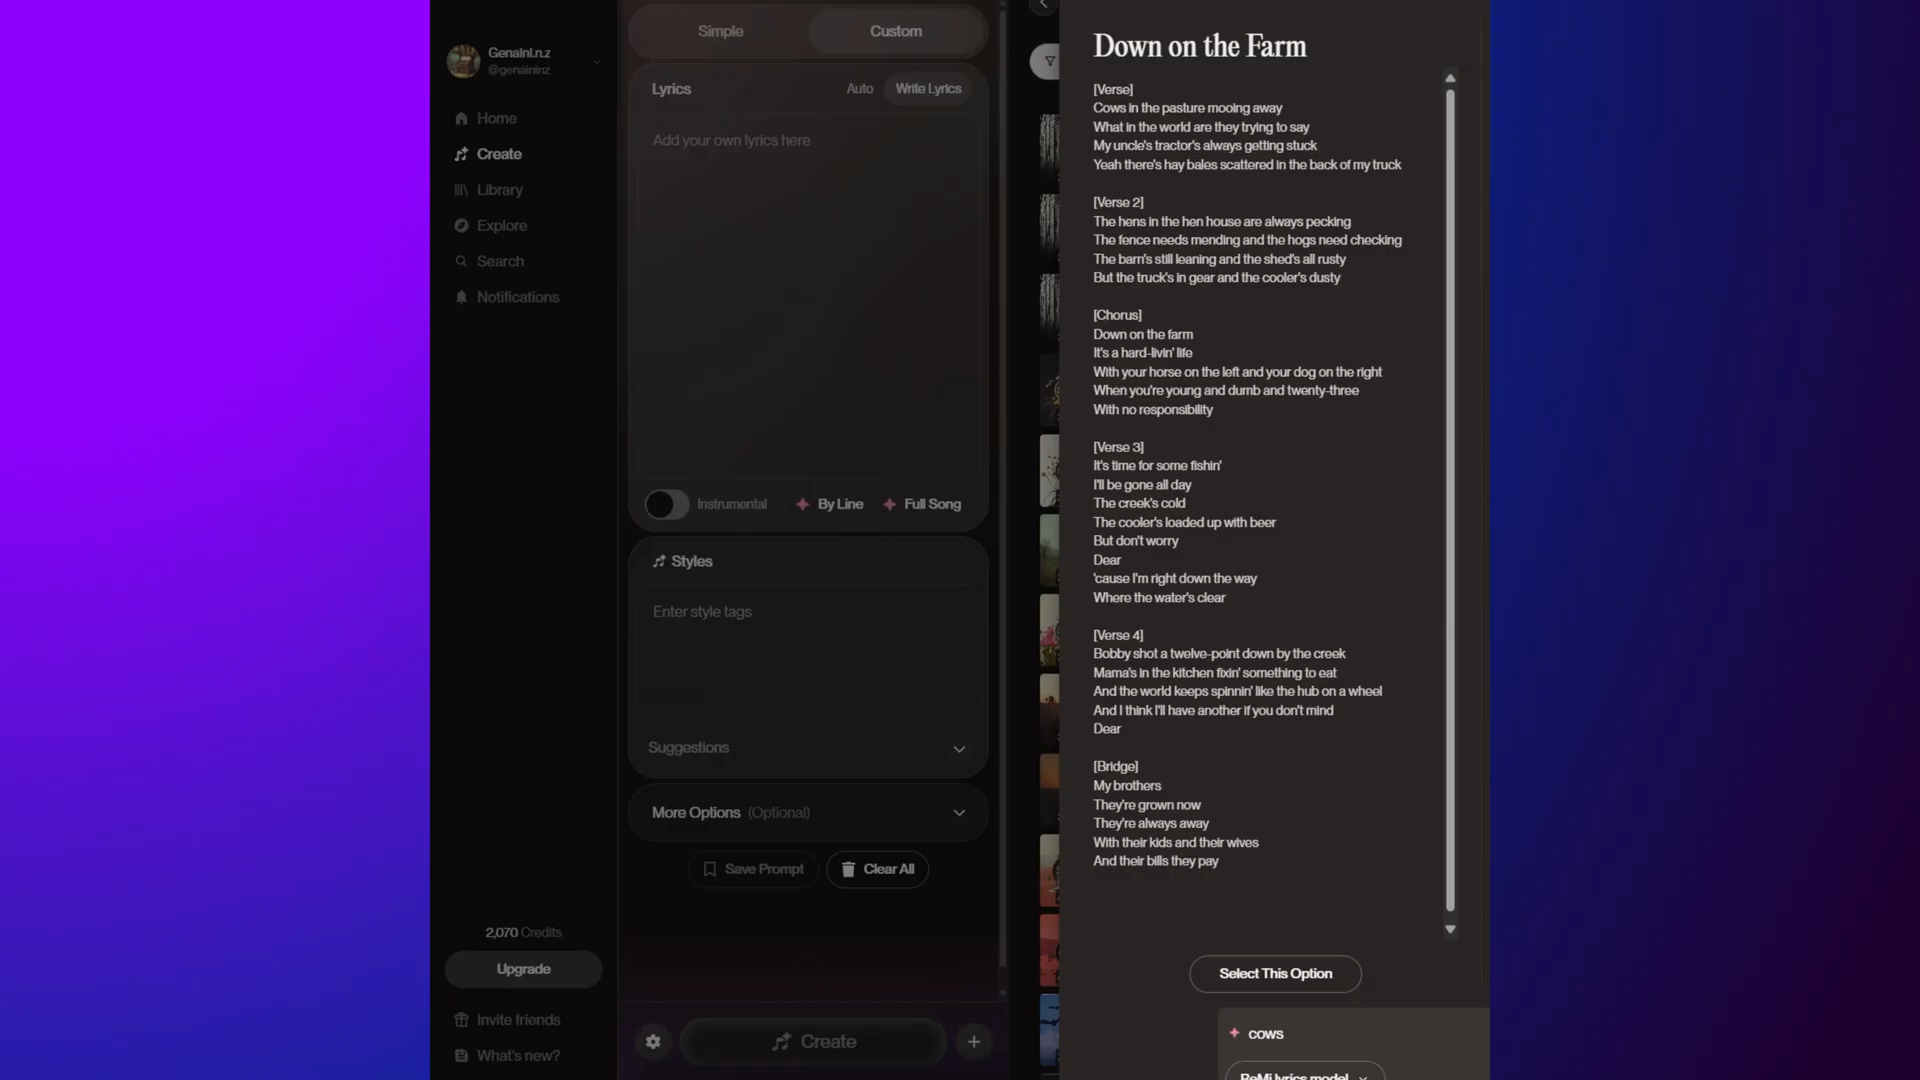 Genaini.n.z
@genaininz
Home
Create
Library
Explore
Search
Notifications
2,070 Credits
Upgrade
Invite friends
What's new?
Simple
Custom
Lyrics
Auto
Write Lyrics
Add your own lyrics here
Instrumental
By Line
Full Song
Styles
Enter style tags
Suggestions
More Options (Optional)
Save Prompt
Clear All
Create
Down on the Farm
[Verse]
Cows in the pasture mooing away
What in the world are they trying to say
My uncle's tractor's always getting stuck
Yeah there's hay bales scattered in the back of my truck
[Verse 2]
The hens in the hen house are always pecking
The fence needs mending and the hogs need checking
The barn's still leaning and the shed's all rusty
But the truck's in gear and the cooler's dusty
[Chorus]
Down on the farm
It's a hard-livin' life
With your horse on the left and your dog on the right
When you're young and dumb and twenty-three
With no responsibility
[Verse 3]
It's time for some fishin'
I'll be gone all day
The creek's cold
The cooler's loaded up with beer
But don't worry
Dear
'cause I'm right down the way
Where the water's clear
[Verse 4]
Bobby shot a twelve-point down by the creek
Mama's in the kitchen fixin' something to eat
And the world keeps spinnin' like the hub on a wheel
And I think I'll have another if you don't mind
Dear
[Bridge]
My brothers
They're grown now
They're always away
With their kids and their wives
And their bills they pay
Select This Option
cows
ReMi lyrics model